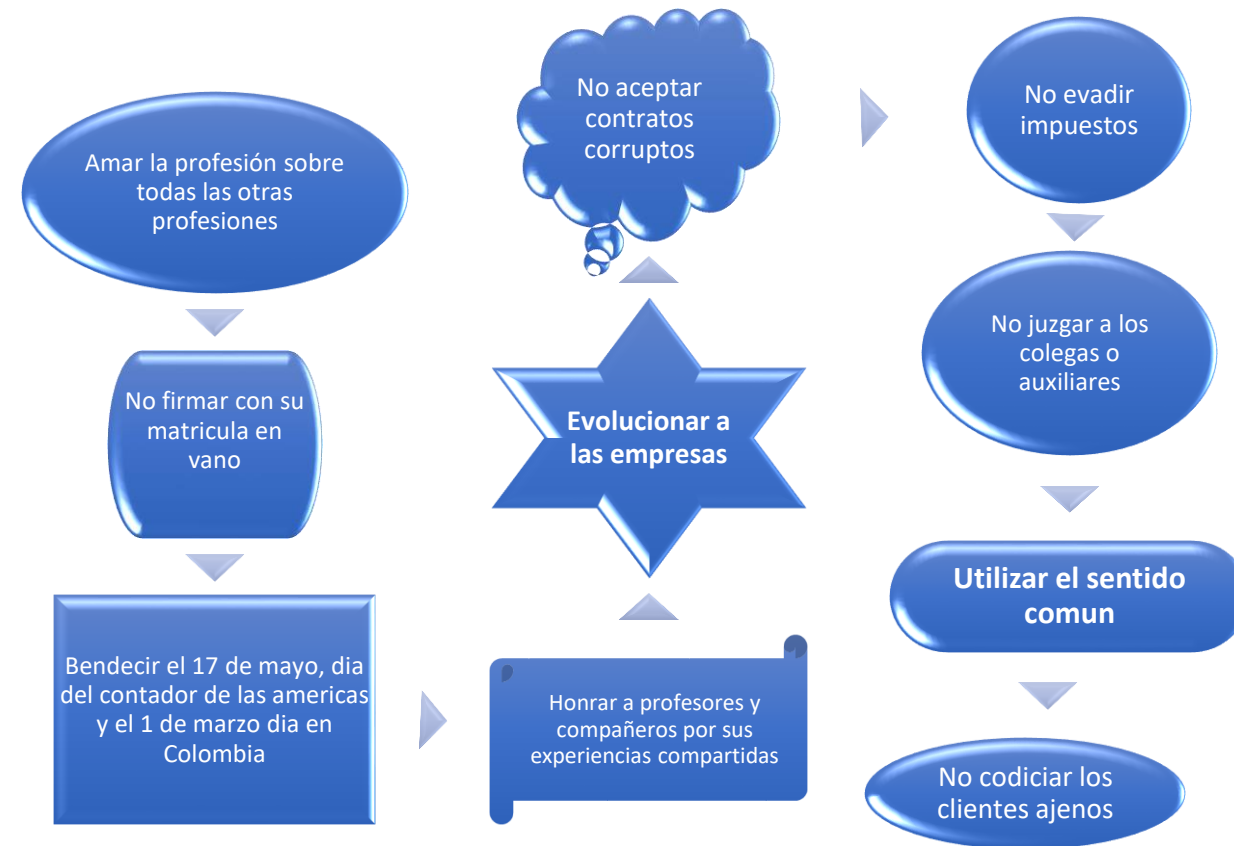 Amar la profesión sobre
todas las otras
profesiones
No firmar con su
matricula en
vano
Bendecir el 17 de mayo, dia
del contador de las americas
y el 1 de marzo dia en
Colombia
Honrar a profesores y
compañeros por sus
experiencias compartidas
Evolucionar a
las empresas
No aceptar
contratos
corruptos
No evadir
impuestos
No juzgar a los
colegas o
auxiliares
Utilizar el sentido
comun
No codiciar los
clientes ajenos